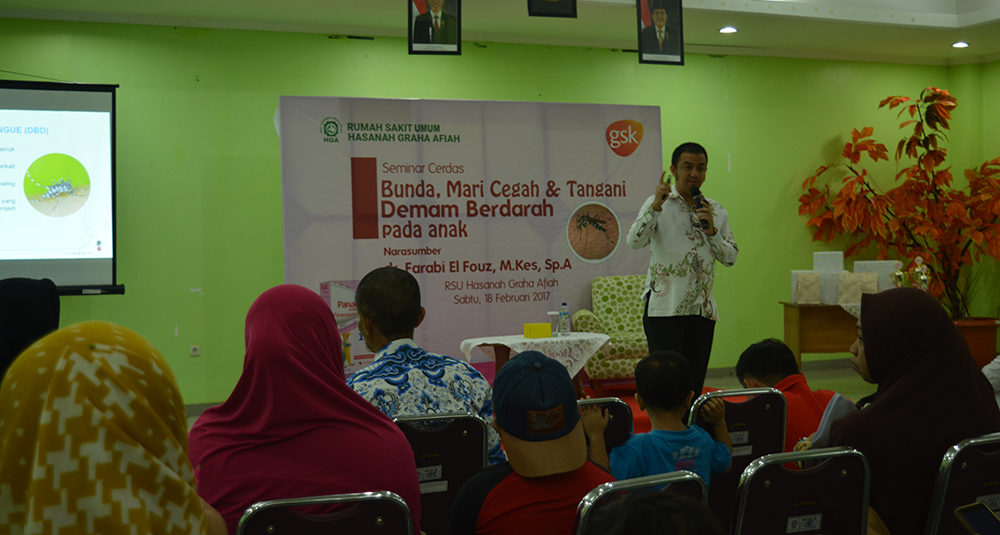 NGUE (DBD)
HGA
RUMAH SAKIT UMUM
HASANAH GRAHA AFIAH
gsk
Seminar Cerdas
Bunda, Mari Cegah & Tangani
Demam Berdarah
pada anak
Narasumber
Farabi El Fouz, M.Kes, Sp.A
RSU Hasanah Graha Afiah
Sabtu, 18 Februari 2017
Pana